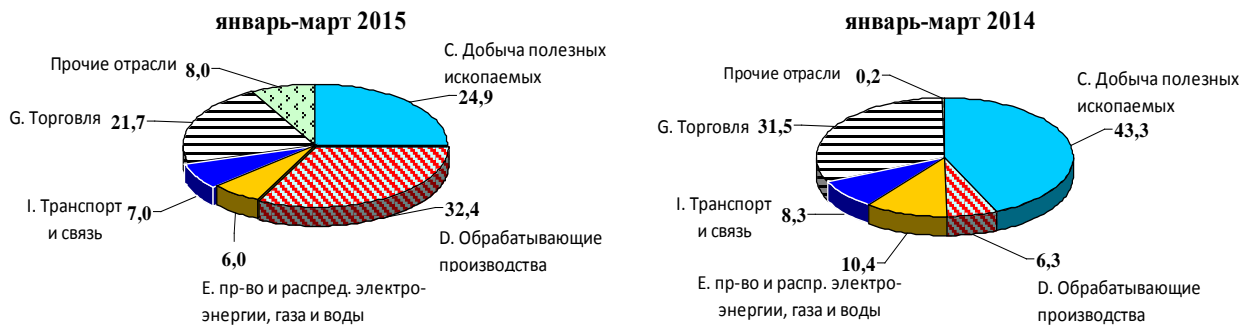 январь-март 2015
Прочие отрасли 8,0
С. Добыча полезных
ископаемых
24,9
G. Торговля 21,7
I. Транспорт 7,0
и связь
6,0
32,4
D. Обрабатывающие
производства
Е. пр-во и распред. электро-
энергии, газа и воды
январь-март 2014
Прочие отрасли 0,2
С. Добыча полезных
ископаемых
43,3
G. Торговля 31,5
I. Транспорт 8,3
и связь
10,4
6,3
D. Обрабатывающие
производства
Е. пр-во и распр. электро-
энергии, газа и воды